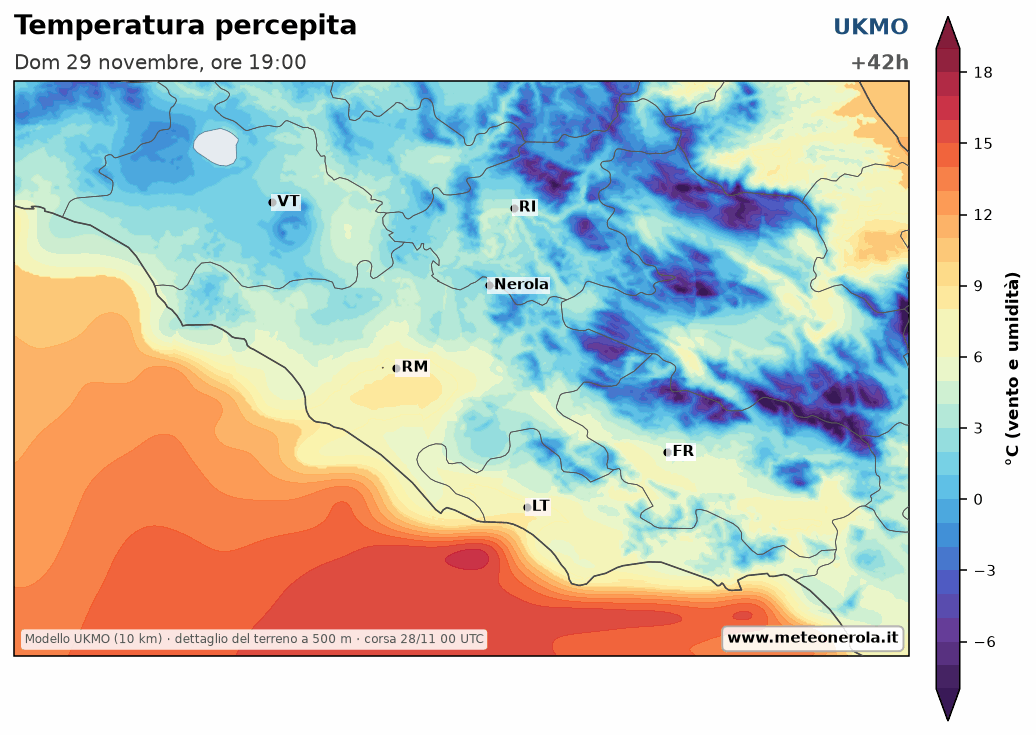 Temperatura percepita
UKMO
Dom 29 novembre, ore 19:00
+42h
VT
RI
Nerola
RM
FR
LT
18
15
12
9
6
3
0
−3
−6
°C (vento e umidità)
Modello UKMO (10 km) · dettaglio del terreno a 500 m · corsa 28/11 00 UTC
www.meteonerola.it